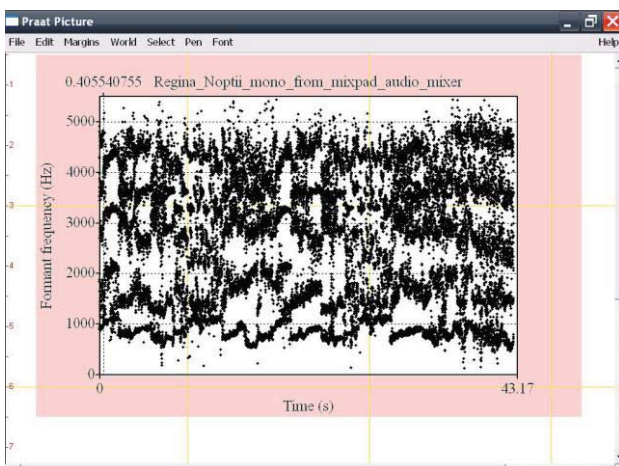 Praat Picture
File Edit Margins World Select Pen Font Help
0.405540755 Regina_Noptii_mono_from_mixpad_audio_mixer
Formant frequency (Hz)
5000
4000
3000
2000
1000
0
0 43.17
Time (s)
-1
-2
-3
-4
-5
-6
-7